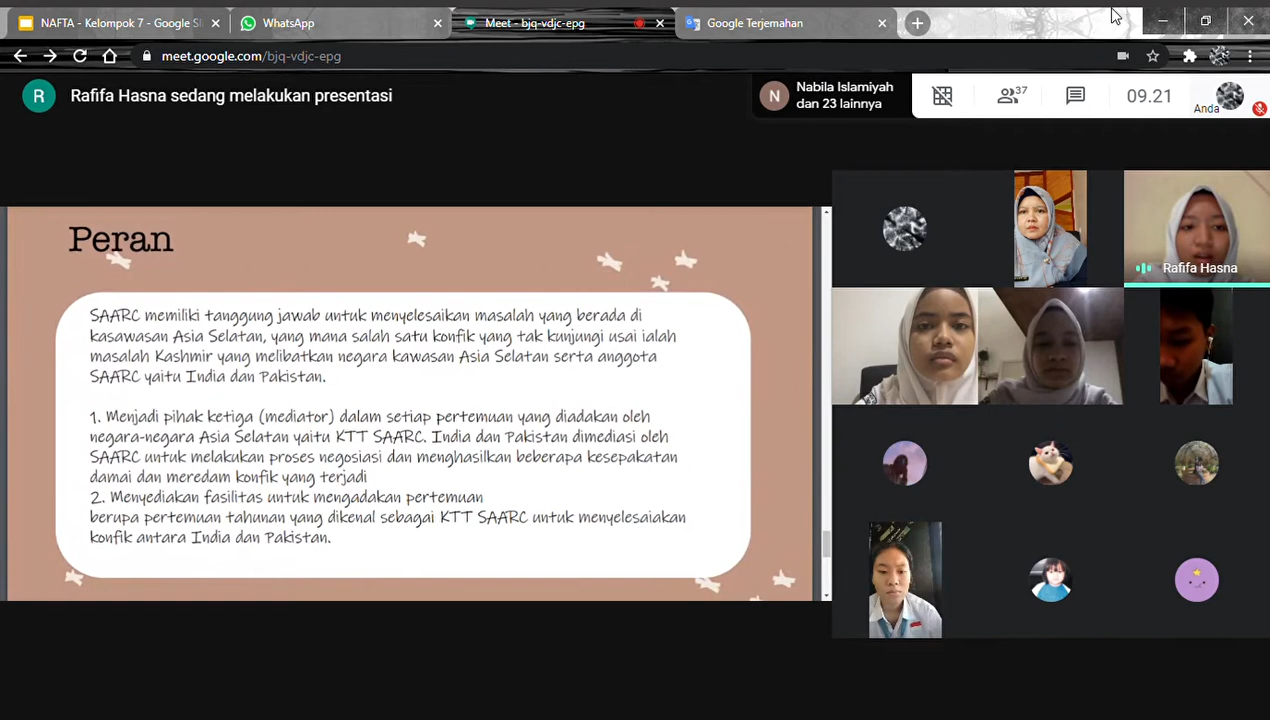 NAFTA - Kelompok 7 - Google Sl
WhatsApp
Meet - bjq-vdjc-epg
Google Terjemahan
meet.google.com/bjq-vdjc-epg
R
Rafifa Hasna sedang melakukan presentasi
N
Nabila Islamiyah
dan 23 lainnya
37
09.21
Anda
Peran
SAARC memiliki tanggung jawab untuk menyelesaikan masalah yang berada di
kasawasan Asia Selatan, yang mana salah satu konfik yang tak kunjungi usai ialah
masalah Kashmir yang melibatkan negara kawasan Asia Selatan serta anggota
SAARC yaitu India dan Pakistan.
1. Menjadi pihak ketiga (mediator) dalam setiap pertemuan yang diadakan oleh
negara-negara Asia Selatan yaitu KTT SAARC. India dan Pakistan dimediasi oleh
SAARC untuk melakukan proses negosiasi dan menghasilkan beberapa kesepakatan
damai dan meredam konfik yang terjadi
2. Menyediakan fasilitas untuk mengadakan pertemuan
berupa pertemuan tahunan yang dikenal sebagai KTT SAARC untuk menyelesaiakan
konfik antara India dan Pakistan.
Rafifa Hasna